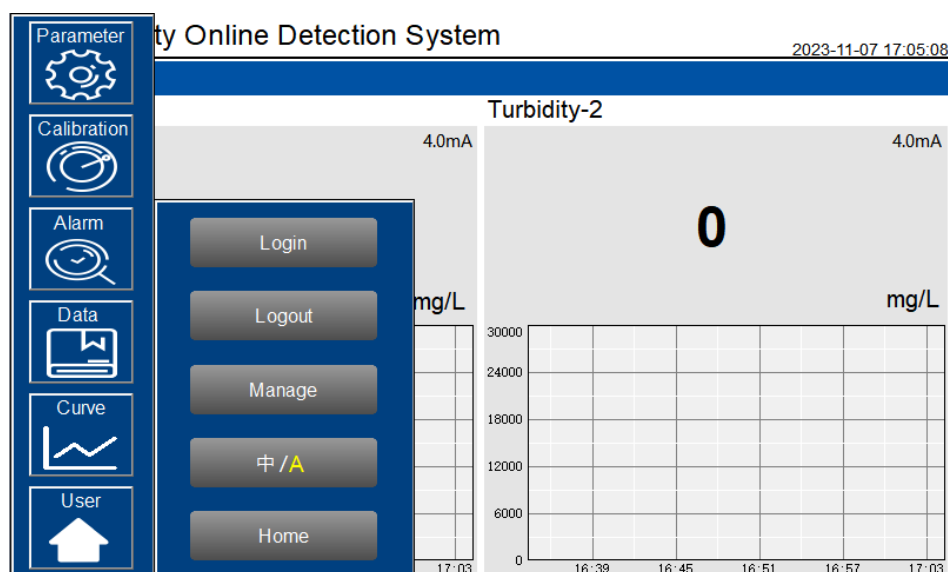 Parameter
Calibration
Alarm
Data
Curve
User
ty Online Detection System
2023-11-07 17:05:08
Login
Logout
Manage
中/A
Home
4.0mA
mg/L
17:03
Turbidity-2
4.0mA
0
mg/L
30000
24000
18000
12000
6000
0
16:39 16:45 16:51 16:57 17:03